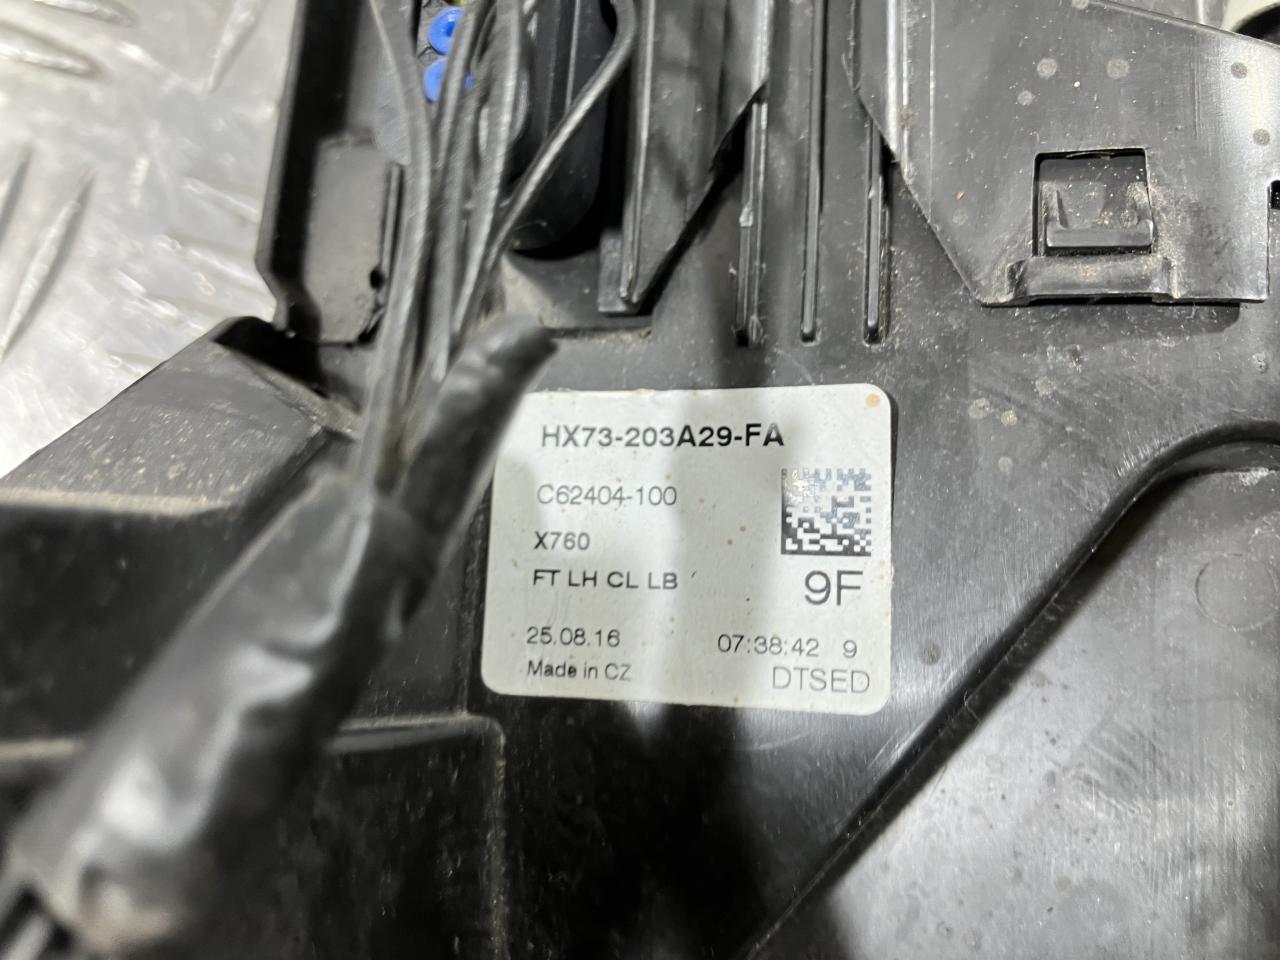 HX73-203A29-FA
C62404-100
X760
FT LH CL LB
9F
25.08.16 07:38:42 9
Made in CZ DTSED